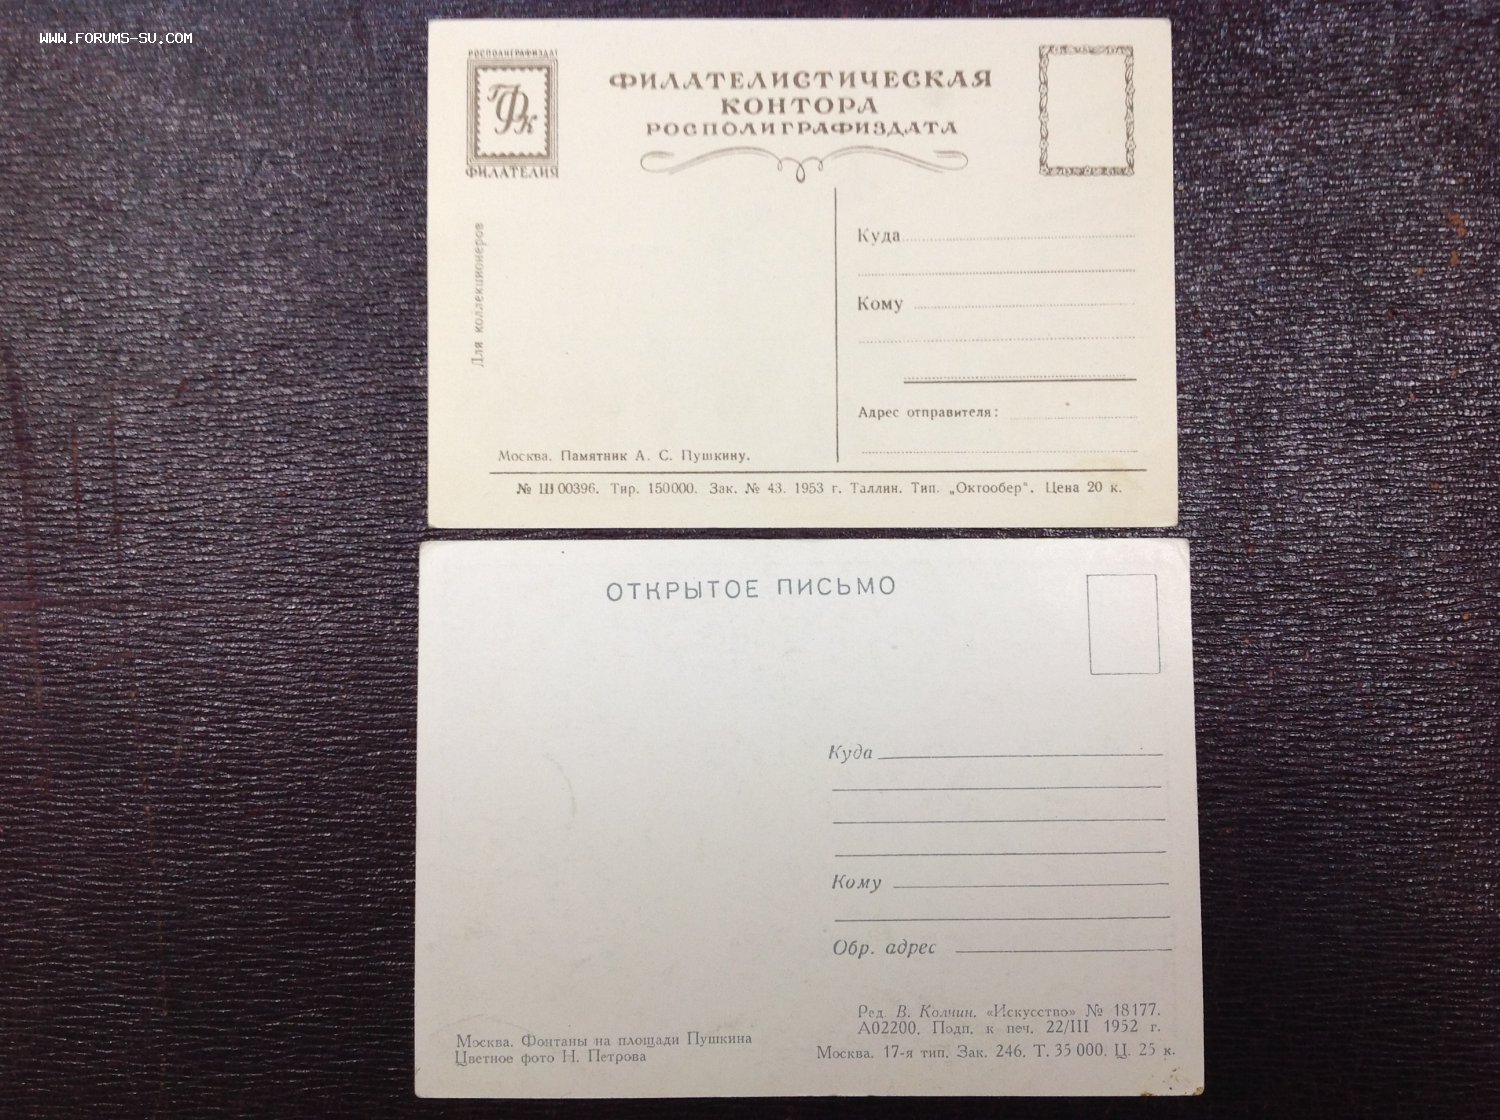 WWW.FORUMS-SU.COM
РОСПОЛИГРАФИЗДАТ
ГФК
ФИЛАТЕЛИЯ
ФИЛАТЕЛИСТИЧЕСКАЯ
КОНТОРА
РОСПОЛИГРАФИЗДАТА
Для коллекционеров
Куда
Кому
Адрес отправителя:
Москва. Памятник А. С. Пушкину.
№ Ш 00396. Тир. 150000. Зак. № 43. 1953 г. Таллин. Тип. „Октообер“. Цена 20 к.
ОТКРЫТОЕ ПИСЬМО
Куда
Кому
Обр. адрес
Ред. В. Колчин. «Искусство» № 18177.
А02200. Подп. к печ. 22/III 1952 г.
Москва. 17-я тип. Зак. 246. Т. 35 000. Ц. 25 к.
Москва. Фонтаны на площади Пушкина
Цветное фото Н. Петрова